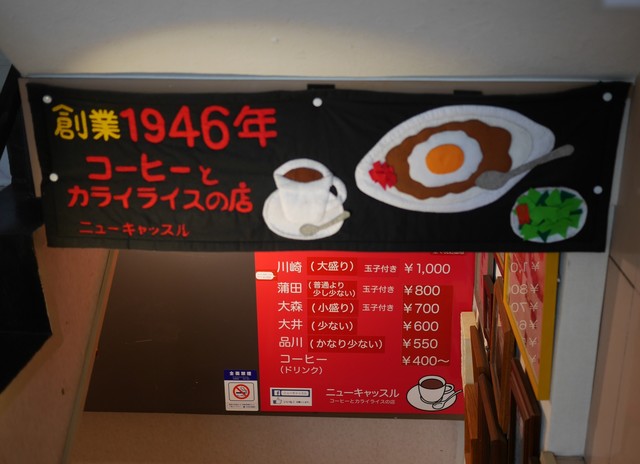 創業1946年
コーヒーと
カライライスの店
ニューキャッスル
川崎(大盛り) 玉子付き ¥1,000
蒲田(普通より少し少ない) 玉子付き ¥800
大森(小盛り) 玉子付き ¥700
大井(少ない) ¥600
品川(かなり少ない) ¥550
コーヒー ¥400〜
(ドリンク)
ニューキャッスル
コーヒーとカライライスの店
全面禁煙